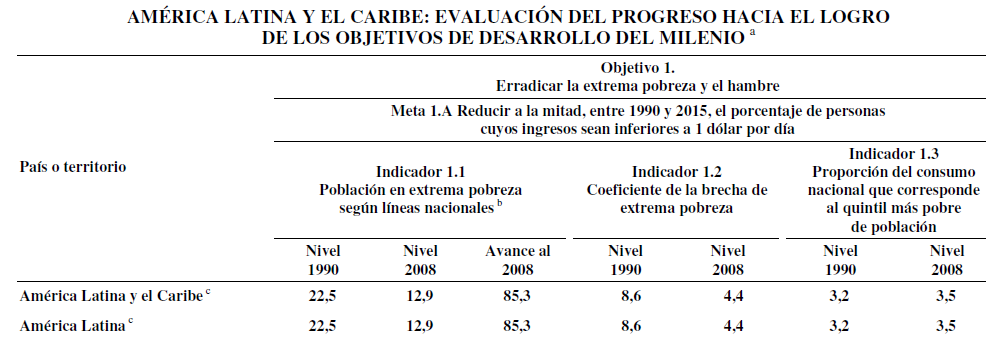 AMÉRICA LATINA Y EL CARIBE: EVALUACIÓN DEL PROGRESO HACIA EL LOGRO
DE LOS OBJETIVOS DE DESARROLLO DEL MILENIO a
Objetivo 1.
Erradicar la extrema pobreza y el hambre
Meta 1.A Reducir a la mitad, entre 1990 y 2015, el porcentaje de personas
cuyos ingresos sean inferiores a 1 dólar por día
País o territorio
Indicador 1.1
Población en extrema pobreza
según líneas nacionales b
Indicador 1.2
Coeficiente de la brecha de
extrema pobreza
Indicador 1.3
Proporción del consumo
nacional que corresponde
al quintil más pobre
de población
Nivel 1990 Nivel 2008 Avance al 2008 Nivel 1990 Nivel 2008 Nivel 1990 Nivel 2008
América Latina y el Caribe c 22,5 12,9 85,3 8,6 4,4 3,2 3,5
América Latina c 22,5 12,9 85,3 8,6 4,4 3,2 3,5